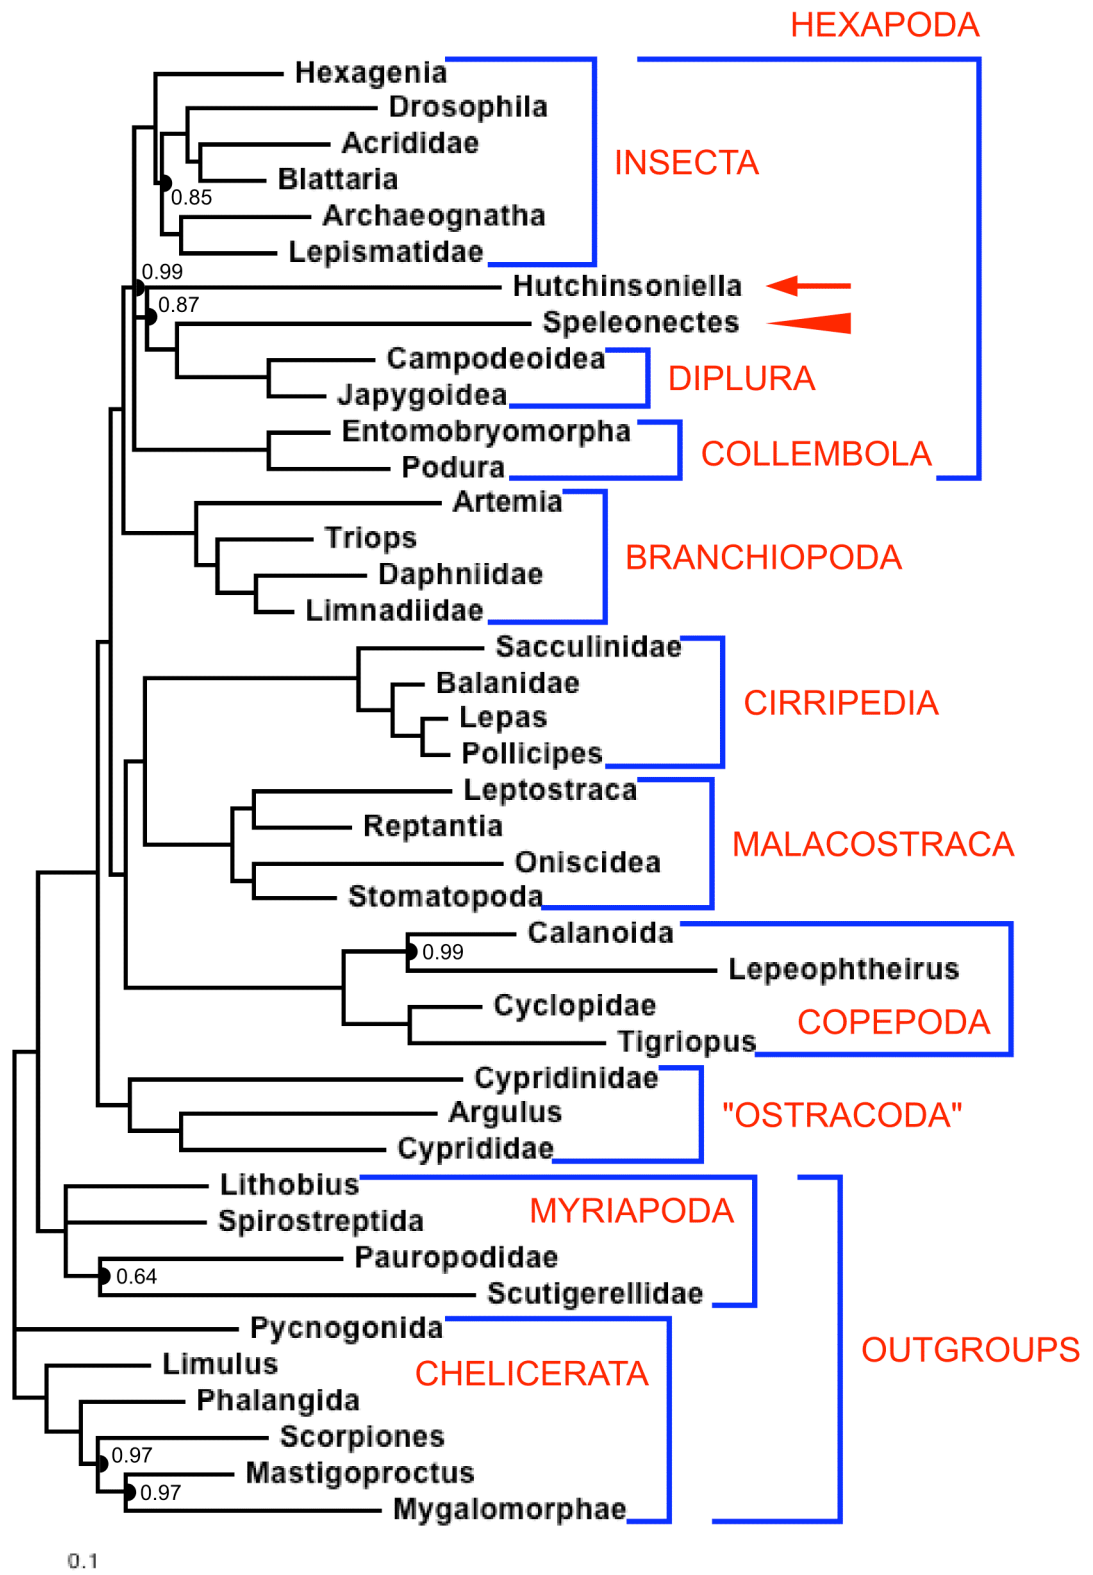 HEXAPODA
Hexagenia
Drosophila
Acrididae
INSECTA
Blattaria
0.85
Archaeognatha
Lepismatidae
0.99
Hutchinsoniella
0.87
Speleonectes
Campodeoidea
DIPLURA
Japygoidea
Entomobryomorpha
COLLEMBOLA
Podura
Artemia
Triops
BRANCHIOPODA
Daphniidae
Limnadiidae
Sacculinidae
Balanidae
CIRRIPEDIA
Lepas
Pollicipes
Leptostraca
Reptantia
MALACOSTRACA
Oniscidea
Stomatopoda
Calanoida
0.99
Lepeophtheirus
Cyclopidae
COPEPODA
Tigriopus
Cypridinidae
Argulus
"OSTRACODA"
Cyprididae
Lithobius
MYRIAPODA
Spirostreptida
Pauropodidae
0.64
Scutigerellidae
Pycnogonida
OUTGROUPS
Limulus
CHELICERATA
Phalangida
Scorpiones
0.97
Mastigoproctus
0.97
Mygalomorphae
0.1